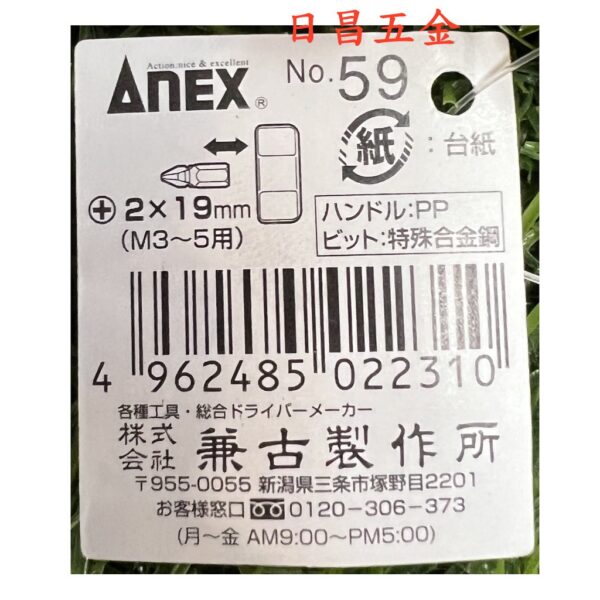 日昌五金
Action: nice & excellent
ANEX® No.59
紙 : 台紙
⊕ 2×19mm
(M3〜5用)
ハンドル:PP
ビット:特殊合金鋼
4 962485 022310
各種工具・総合ドライバーメーカー
株式会社 兼古製作所
〒955-0055 新潟県三条市塚野目2201
お客様窓口 0120-306-373
(月〜金 AM9:00〜PM5:00)